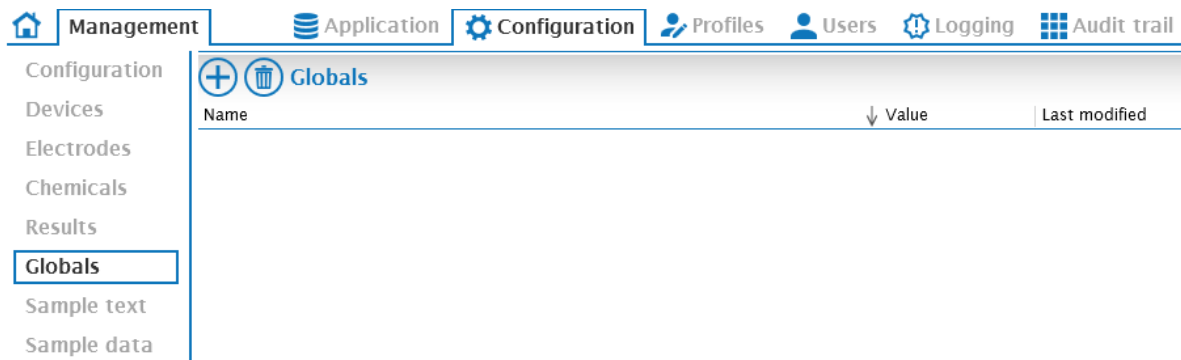 Management Application Configuration Profiles Users Logging Audit trail
Configuration
Globals
Devices
Name Value Last modified
Electrodes
Chemicals
Results
Globals
Sample text
Sample data